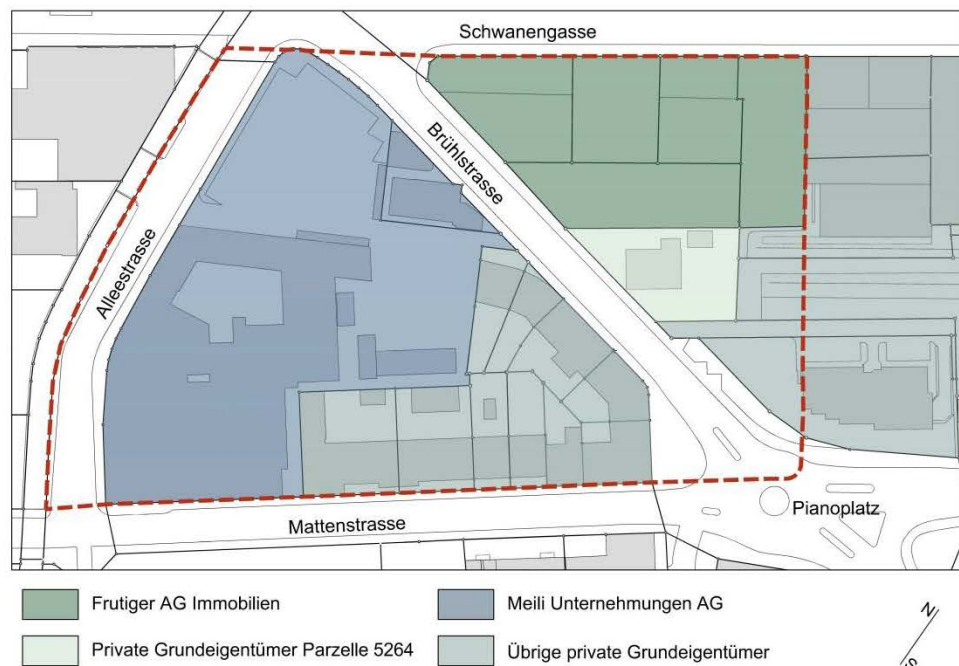 Schwanengasse
Brühlstrasse
Alleestrasse
Mattenstrasse
Pianoplatz
Frutiger AG Immobilien
Meili Unternehmungen AG
Private Grundeigentümer Parzelle 5264
Übrige private Grundeigentümer
N
S